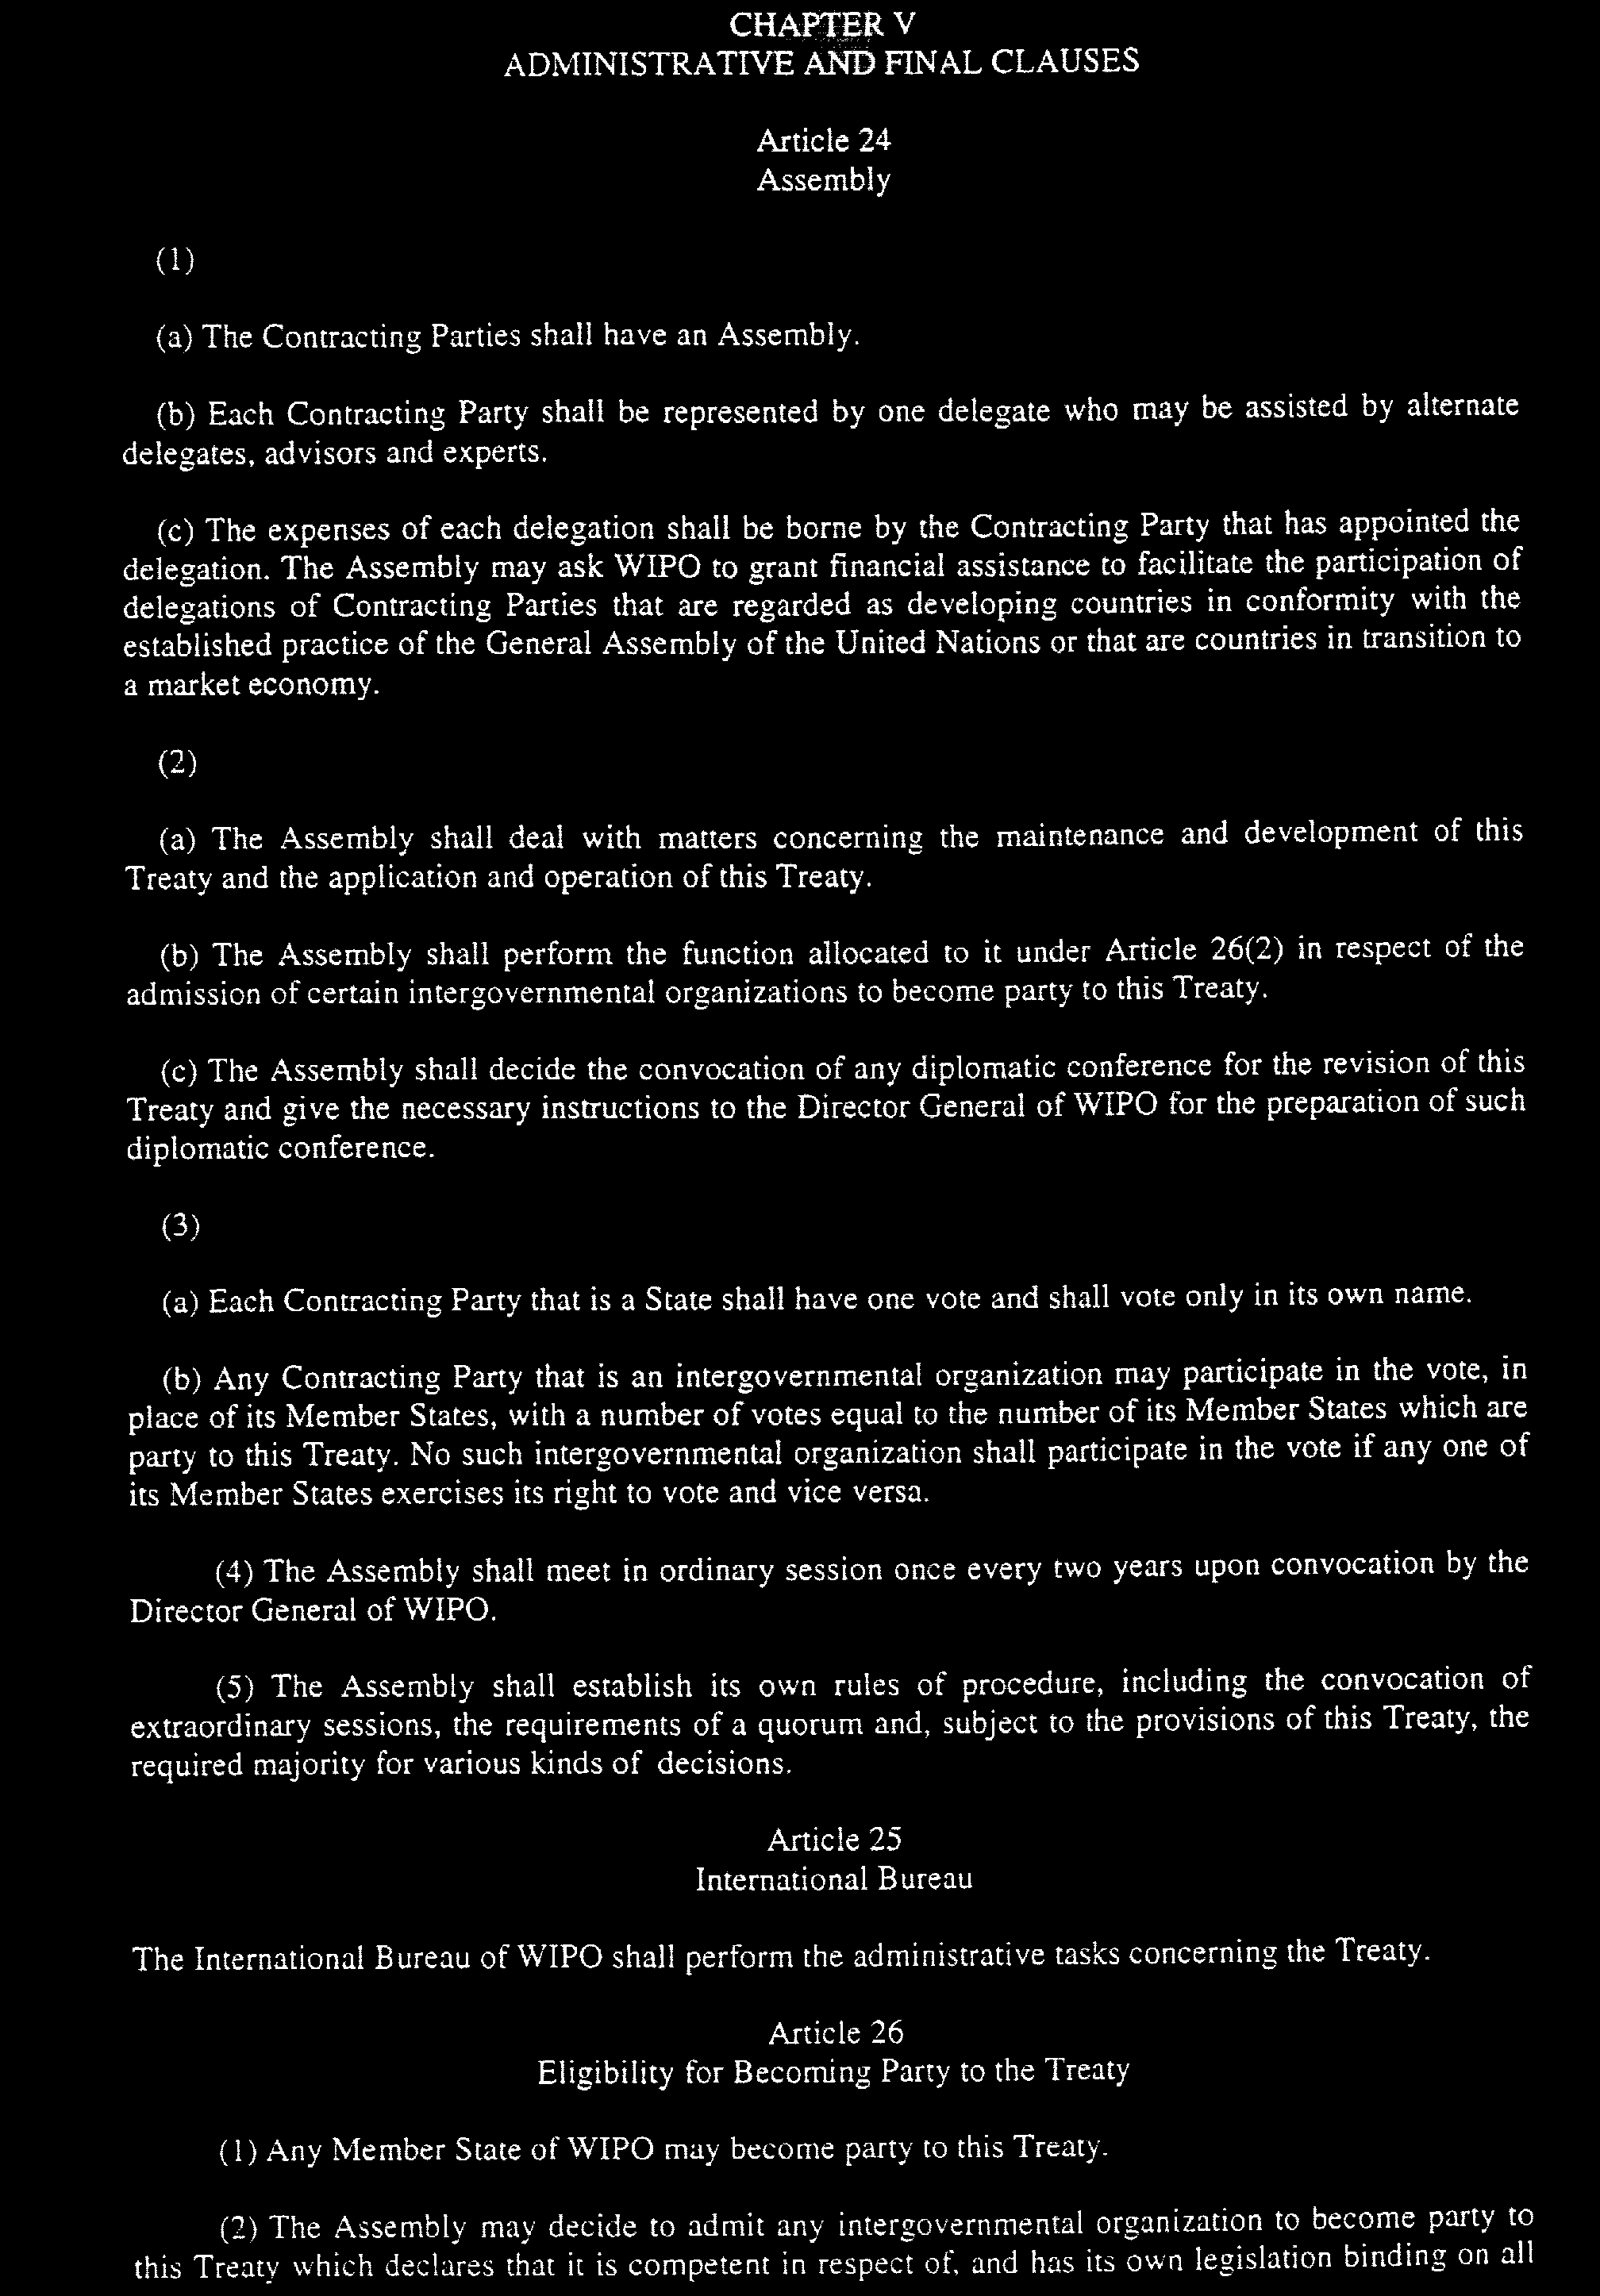 CHAPTER V
ADMINISTRATIVE AND FINAL CLAUSES
Article 24
Assembly
(1)
(a) The Contracting Parties shall have an Assembly.
(b) Each Contracting Party shall be represented by one delegate who may be assisted by alternate
delegates, advisors and experts.
(c) The expenses of each delegation shall be borne by the Contracting Party that has appointed the
delegation. The Assembly may ask WIPO to grant financial assistance to facilitate the participation of
delegations of Contracting Parties that are regarded as developing countries in conformity with the
established practice of the General Assembly of the United Nations or that are countries in transition to
a market economy.
(2)
(a) The Assembly shall deal with matters concerning the maintenance and development of this
Treaty and the application and operation of this Treaty.
(b) The Assembly shall perform the function allocated to it under Article 26(2) in respect of the
admission of certain intergovernmental organizations to become party to this Treaty.
(c) The Assembly shall decide the convocation of any diplomatic conference for the revision of this
Treaty and give the necessary instructions to the Director General of WIPO for the preparation of such
diplomatic conference.
(3)
(a) Each Contracting Party that is a State shall have one vote and shall vote only in its own name.
(b) Any Contracting Party that is an intergovernmental organization may participate in the vote, in
place of its Member States, with a number of votes equal to the number of its Member States which are
party to this Treaty. No such intergovernmental organization shall participate in the vote if any one of
its Member States exercises its right to vote and vice versa.
(4) The Assembly shall meet in ordinary session once every two years upon convocation by the
Director General of WIPO.
(5) The Assembly shall establish its own rules of procedure, including the convocation of
extraordinary sessions, the requirements of a quorum and, subject to the provisions of this Treaty, the
required majority for various kinds of decisions.
Article 25
International Bureau
The International Bureau of WIPO shall perform the administrative tasks concerning the Treaty.
Article 26
Eligibility for Becoming Party to the Treaty
(1) Any Member State of WIPO may become party to this Treaty.
(2) The Assembly may decide to admit any intergovernmental organization to become party to
this Treaty which declares that it is competent in respect of, and has its own legislation binding on all